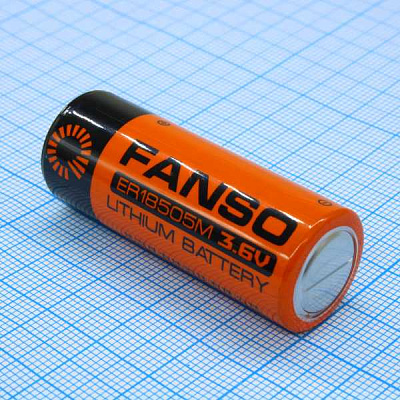 FANSO
ER18505M 3.6V
LITHIUM BATTERY